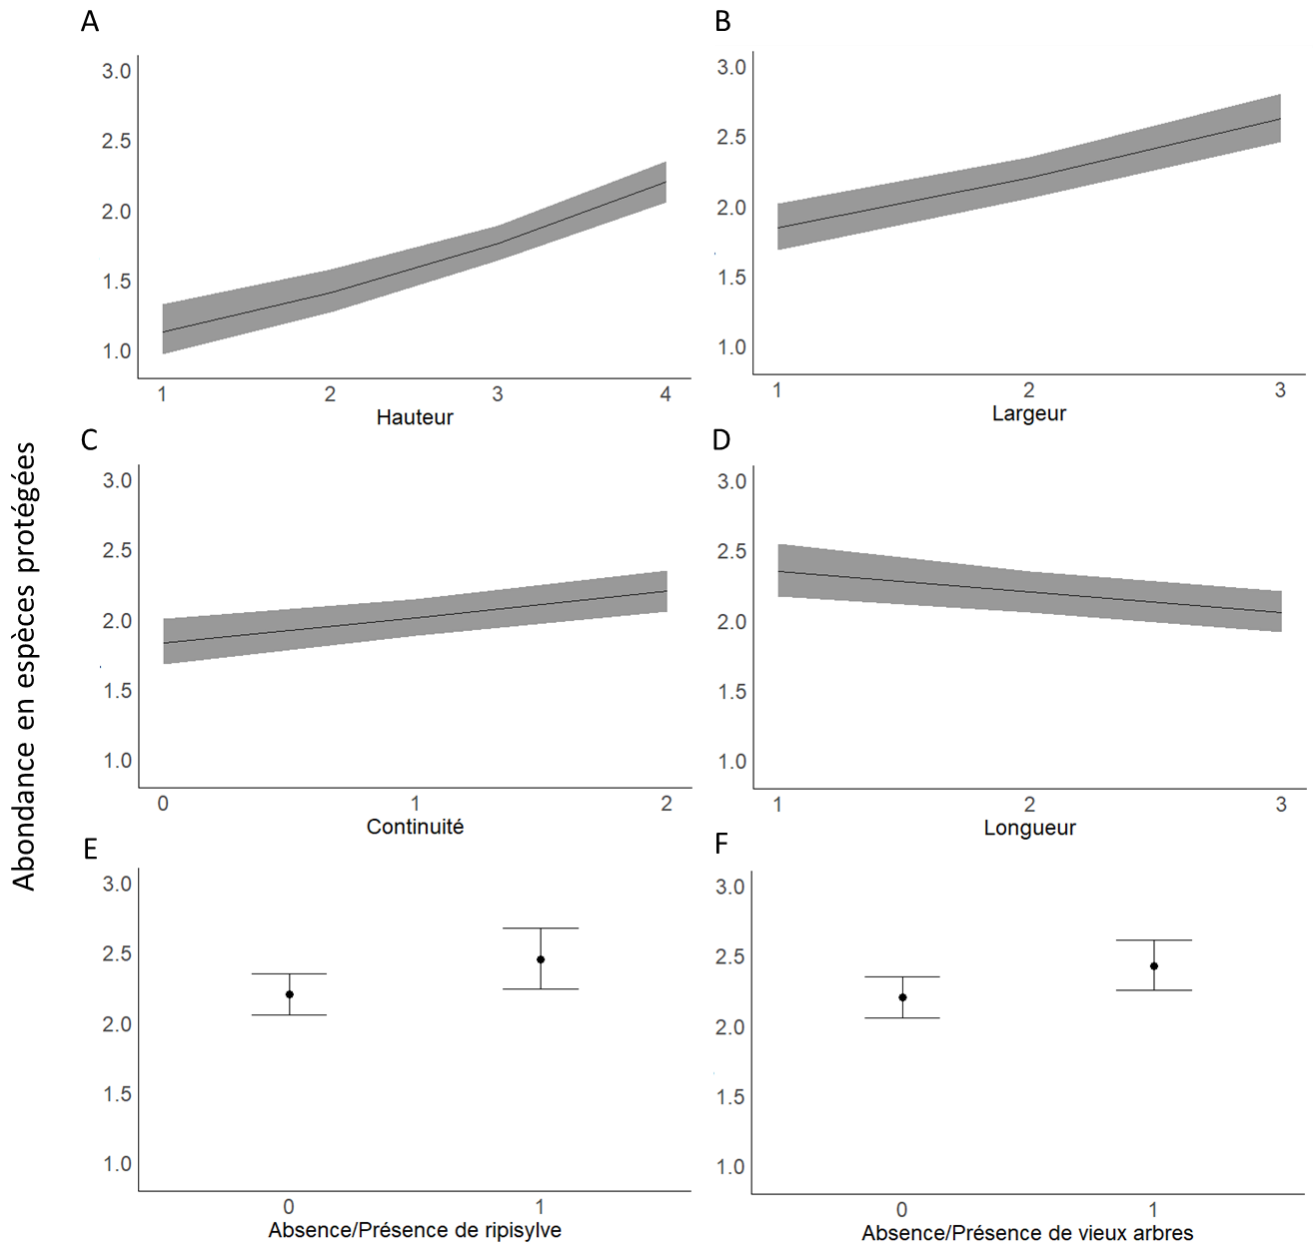 A
3.0
2.5
2.0
1.5
1.0
1 2 3 4
Hauteur
B
3.0
2.5
2.0
1.5
1.0
1 2 3
Largeur
Abondance en espèces protégées
C
3.0
2.5
2.0
1.5
1.0
0 1 2
Continuité
D
3.0
2.5
2.0
1.5
1.0
1 2 3
Longueur
E
3.0
2.5
2.0
1.5
1.0
0 1
Absence/Présence de ripisylve
F
3.0
2.5
2.0
1.5
1.0
0 1
Absence/Présence de vieux arbres